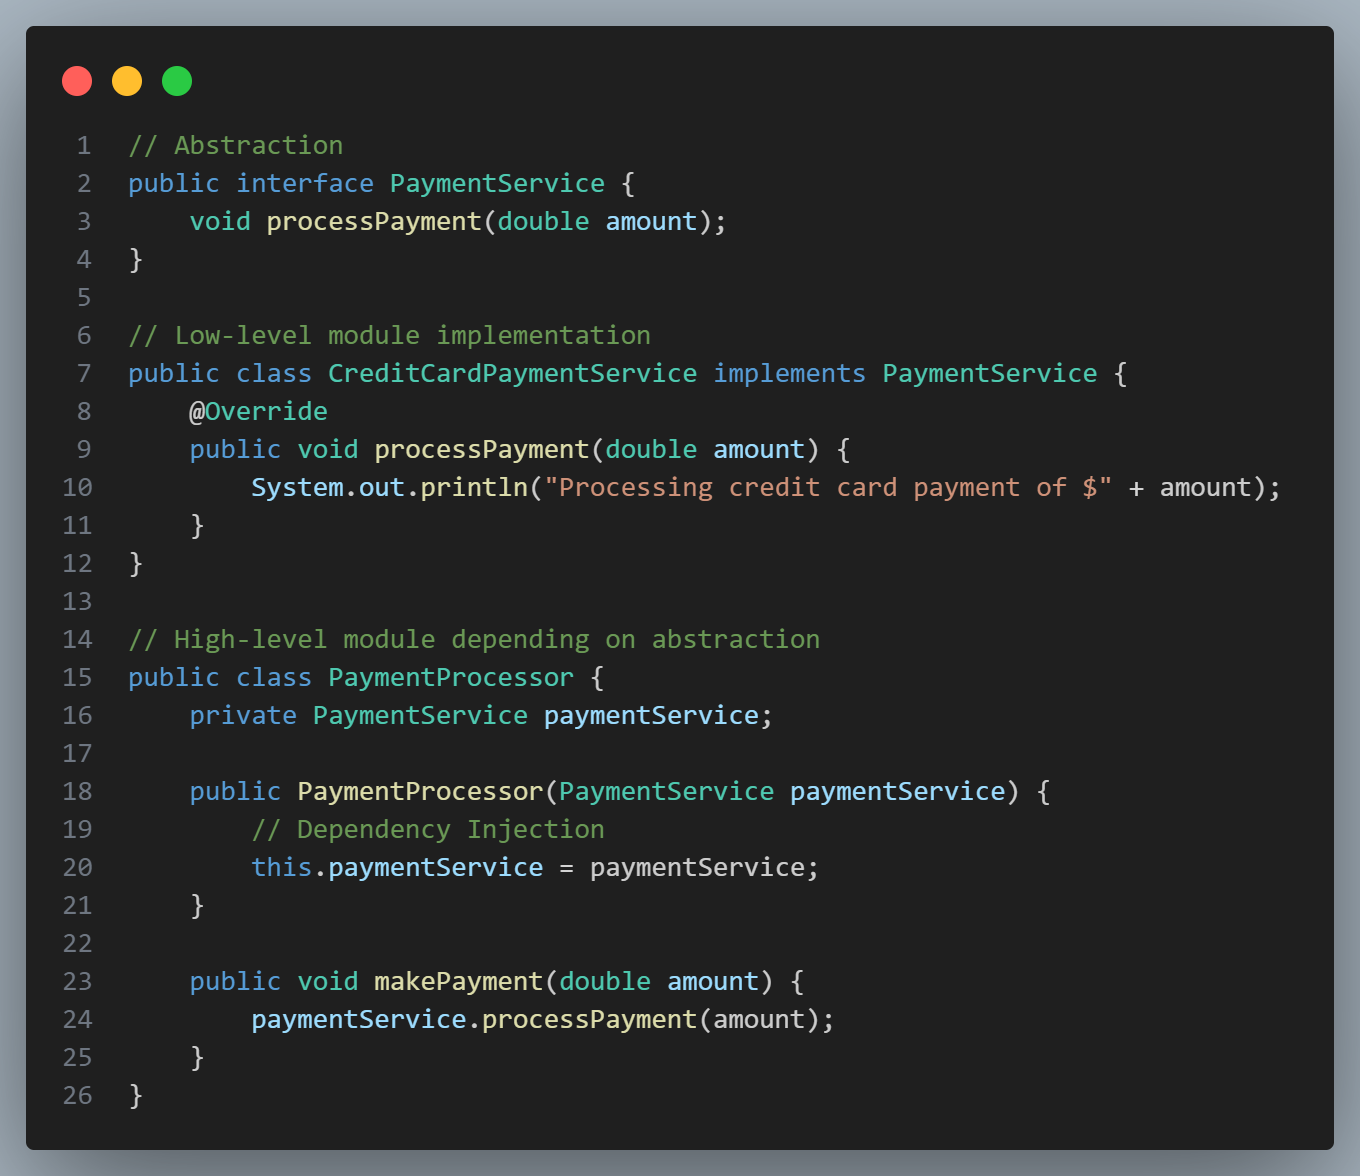 1 // Abstraction
2 public interface PaymentService {
3     void processPayment(double amount);
4 }
5
6 // Low-level module implementation
7 public class CreditCardPaymentService implements PaymentService {
8     @Override
9     public void processPayment(double amount) {
10         System.out.println("Processing credit card payment of $" + amount);
11     }
12 }
13
14 // High-level module depending on abstraction
15 public class PaymentProcessor {
16     private PaymentService paymentService;
17
18     public PaymentProcessor(PaymentService paymentService) {
19         // Dependency Injection
20         this.paymentService = paymentService;
21     }
22
23     public void makePayment(double amount) {
24         paymentService.processPayment(amount);
25     }
26 }